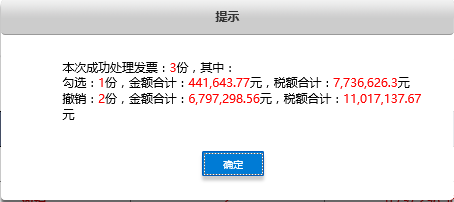 提示
本次成功处理发票：3份，其中：
勾选：1份，金额合计：441,643.77元，税额合计：7,736,626.3元
撤销：2份，金额合计：6,797,298.56元，税额合计：11,017,137.67
元
确定